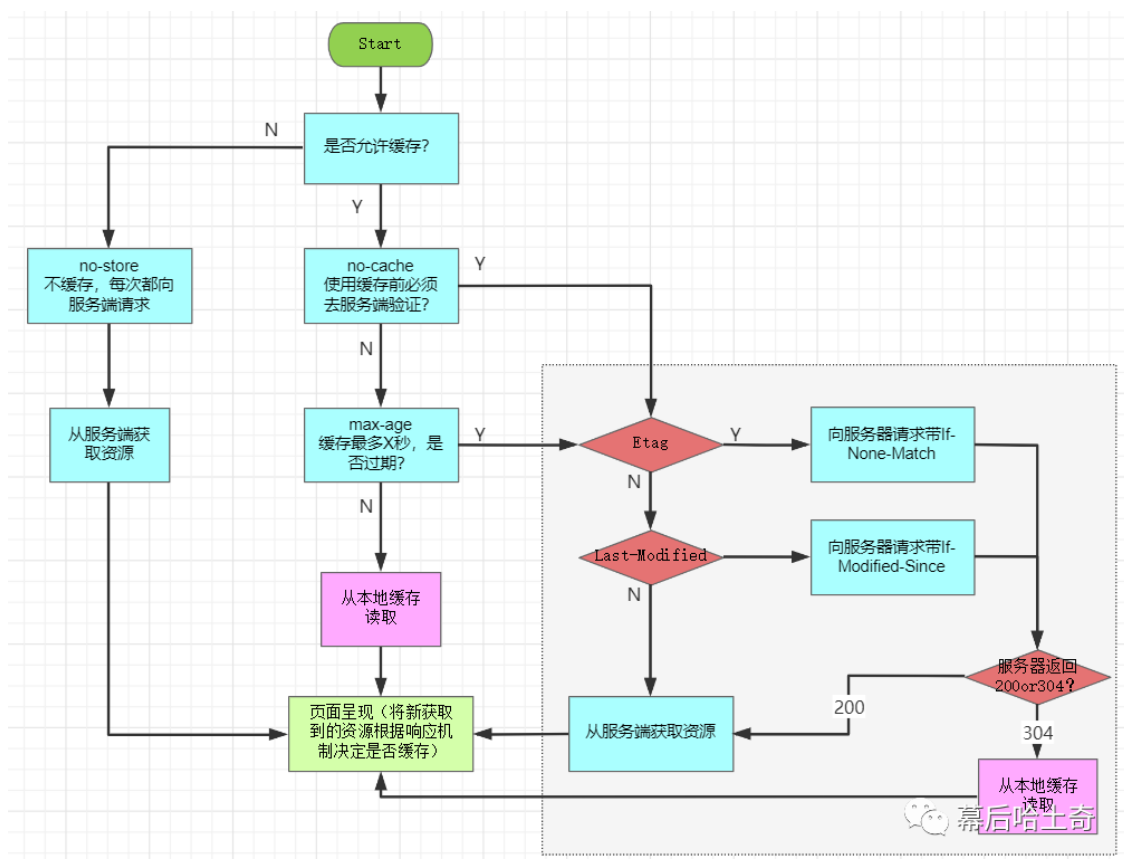 Start
N
是否允许缓存？
Y
no-store
不缓存，每次都向
服务端请求
no-cache
使用缓存前必须
去服务端验证？
Y
N
从服务端获
取资源
max-age
缓存最多X秒，是
否过期？
Y
Etag
Y
向服务器请求带If-
None-Match
N
N
Last-Modified
向服务器请求带If-
Modified-Since
从本地缓存
读取
N
服务器返回
200or304？
页面呈现（将新获取
到的资源根据响应机
制决定是否缓存）
从服务端获取资源
200
304
从本地缓存
读取
幕后哈土奇